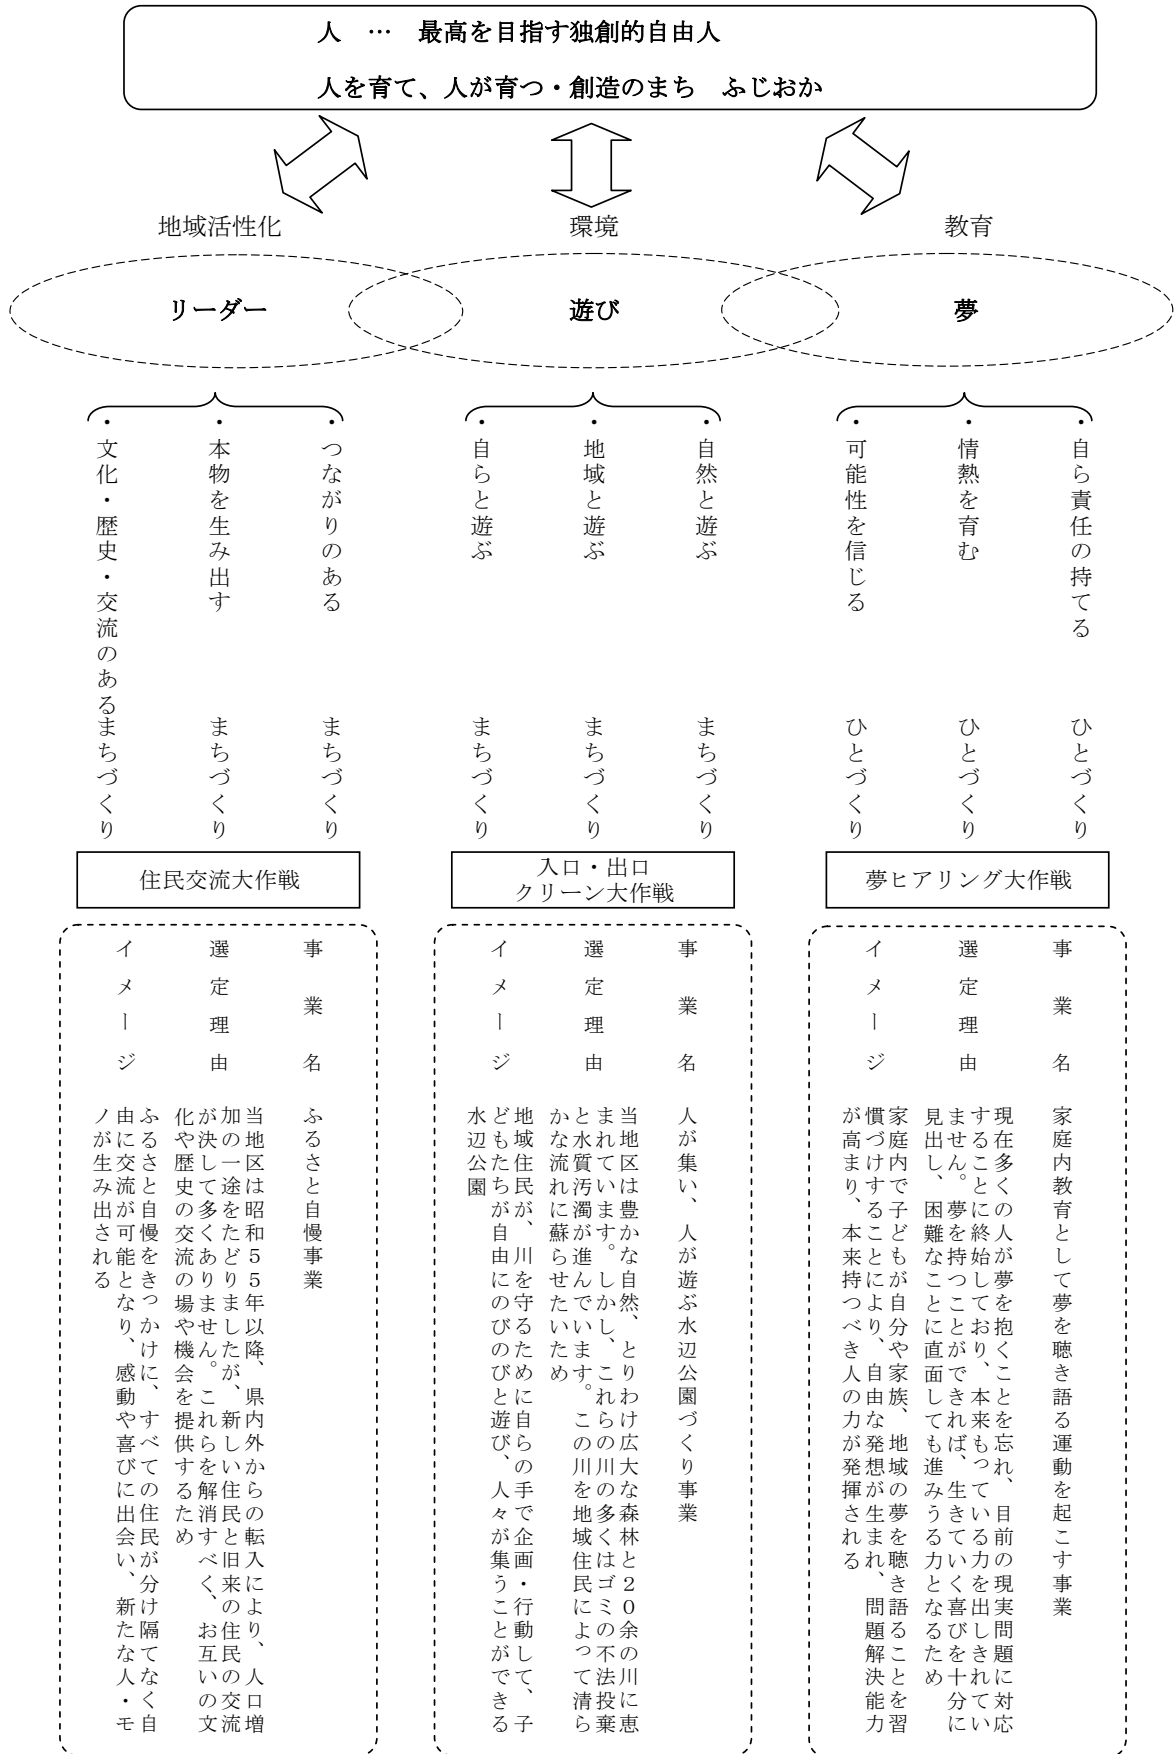 人　…　最高を目指す独創的自由人
人を育て、人が育つ・創造のまち　ふじおか
教育
夢
・自ら責任の持てる　ひとづくり
・情熱を育む　ひとづくり
・可能性を信じる　ひとづくり
夢ヒアリング大作戦
事業名　家庭内教育として夢を聴き語る運動を起こす事業
選定理由　現在多くの人が夢を抱くことを忘れ、目前の現実問題に対応
することに終始しており、本来もっている力を出しきれてい
ません。夢を持つことができれば、生きていく喜びを十分に
見出し、困難なことに直面しても進みうる力となるため
イメージ　家庭内で子どもが自分や家族、地域の夢を聴き語ることを習
慣づけすることにより、自由な発想が生まれ、問題解決能力
が高まり、本来持つべき人の力が発揮される
環境
遊び
・自然と遊ぶ　まちづくり
・地域と遊ぶ　まちづくり
・自らと遊ぶ　まちづくり
入口・出口
クリーン大作戦
事業名　人が集い、人が遊ぶ水辺公園づくり事業
選定理由　当地区は豊かな自然、とりわけ広大な森林と２０余の川に恵
まれています。しかし、これらの川の多くはゴミの不法投棄
と水質汚濁が進んでいます。この川を地域住民によって清ら
かな流れに蘇らせたいため
イメージ　地域住民が、川を守るために自らの手で企画・行動して、子
どもたちが自由にのびのびと遊び、人々が集うことができる
水辺公園
地域活性化
リーダー
・つながりのある　まちづくり
・本物を生み出す　まちづくり
・文化・歴史・交流のあるまちづくり
住民交流大作戦
事業名　ふるさと自慢事業
選定理由　当地区は昭和５５年以降、県内外からの転入により、人口増
加の一途をたどりましたが、新しい住民と旧来の住民の交流
が決して多くありません。これらを解消すべく、お互いの文
化や歴史の交流の場や機会を提供するため
イメージ　ふるさと自慢をきっかけに、すべての住民が分け隔てなく自
由に交流が可能となり、感動や喜びに出会い、新たな人・モ
ノが生み出される